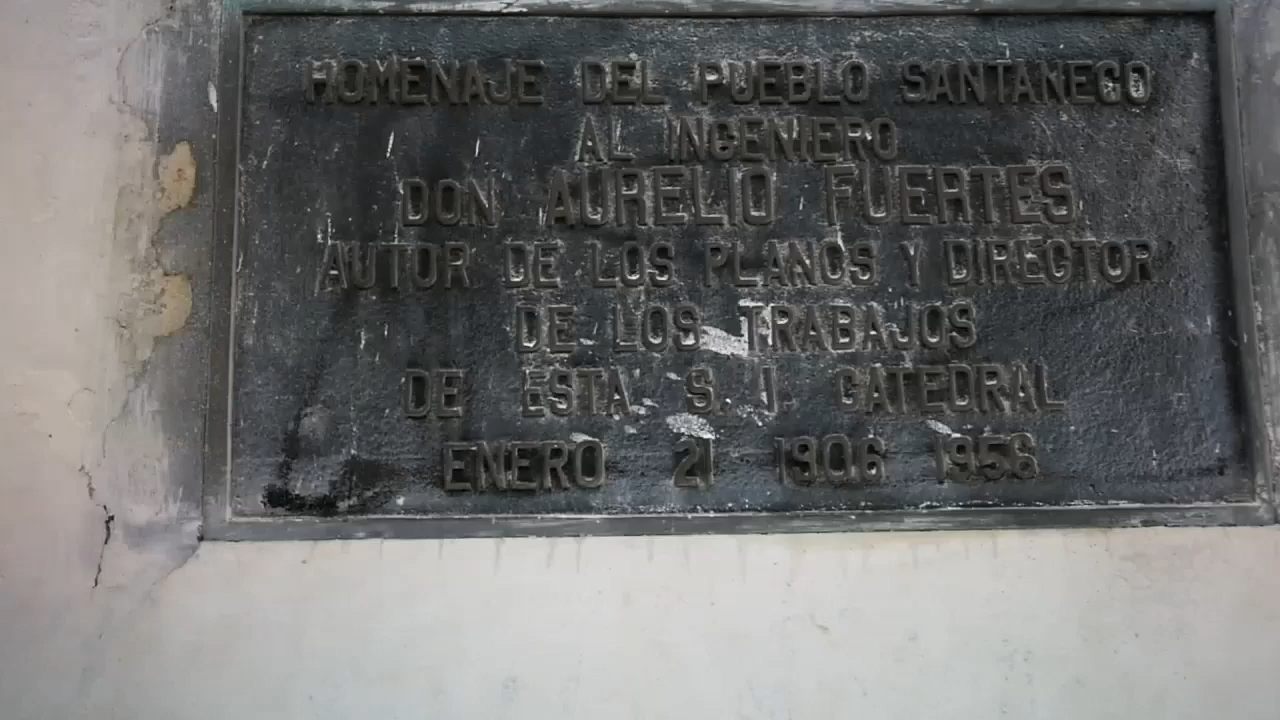 HOMENAJE DEL PUEBLO SANTANECO
AL INGENIERO
DON AURELIO FUERTES
AUTOR DE LOS PLANOS Y DIRECTOR
DE LOS TRABAJOS
DE ESTA S. I. CATEDRAL
ENERO 21 1906 1956